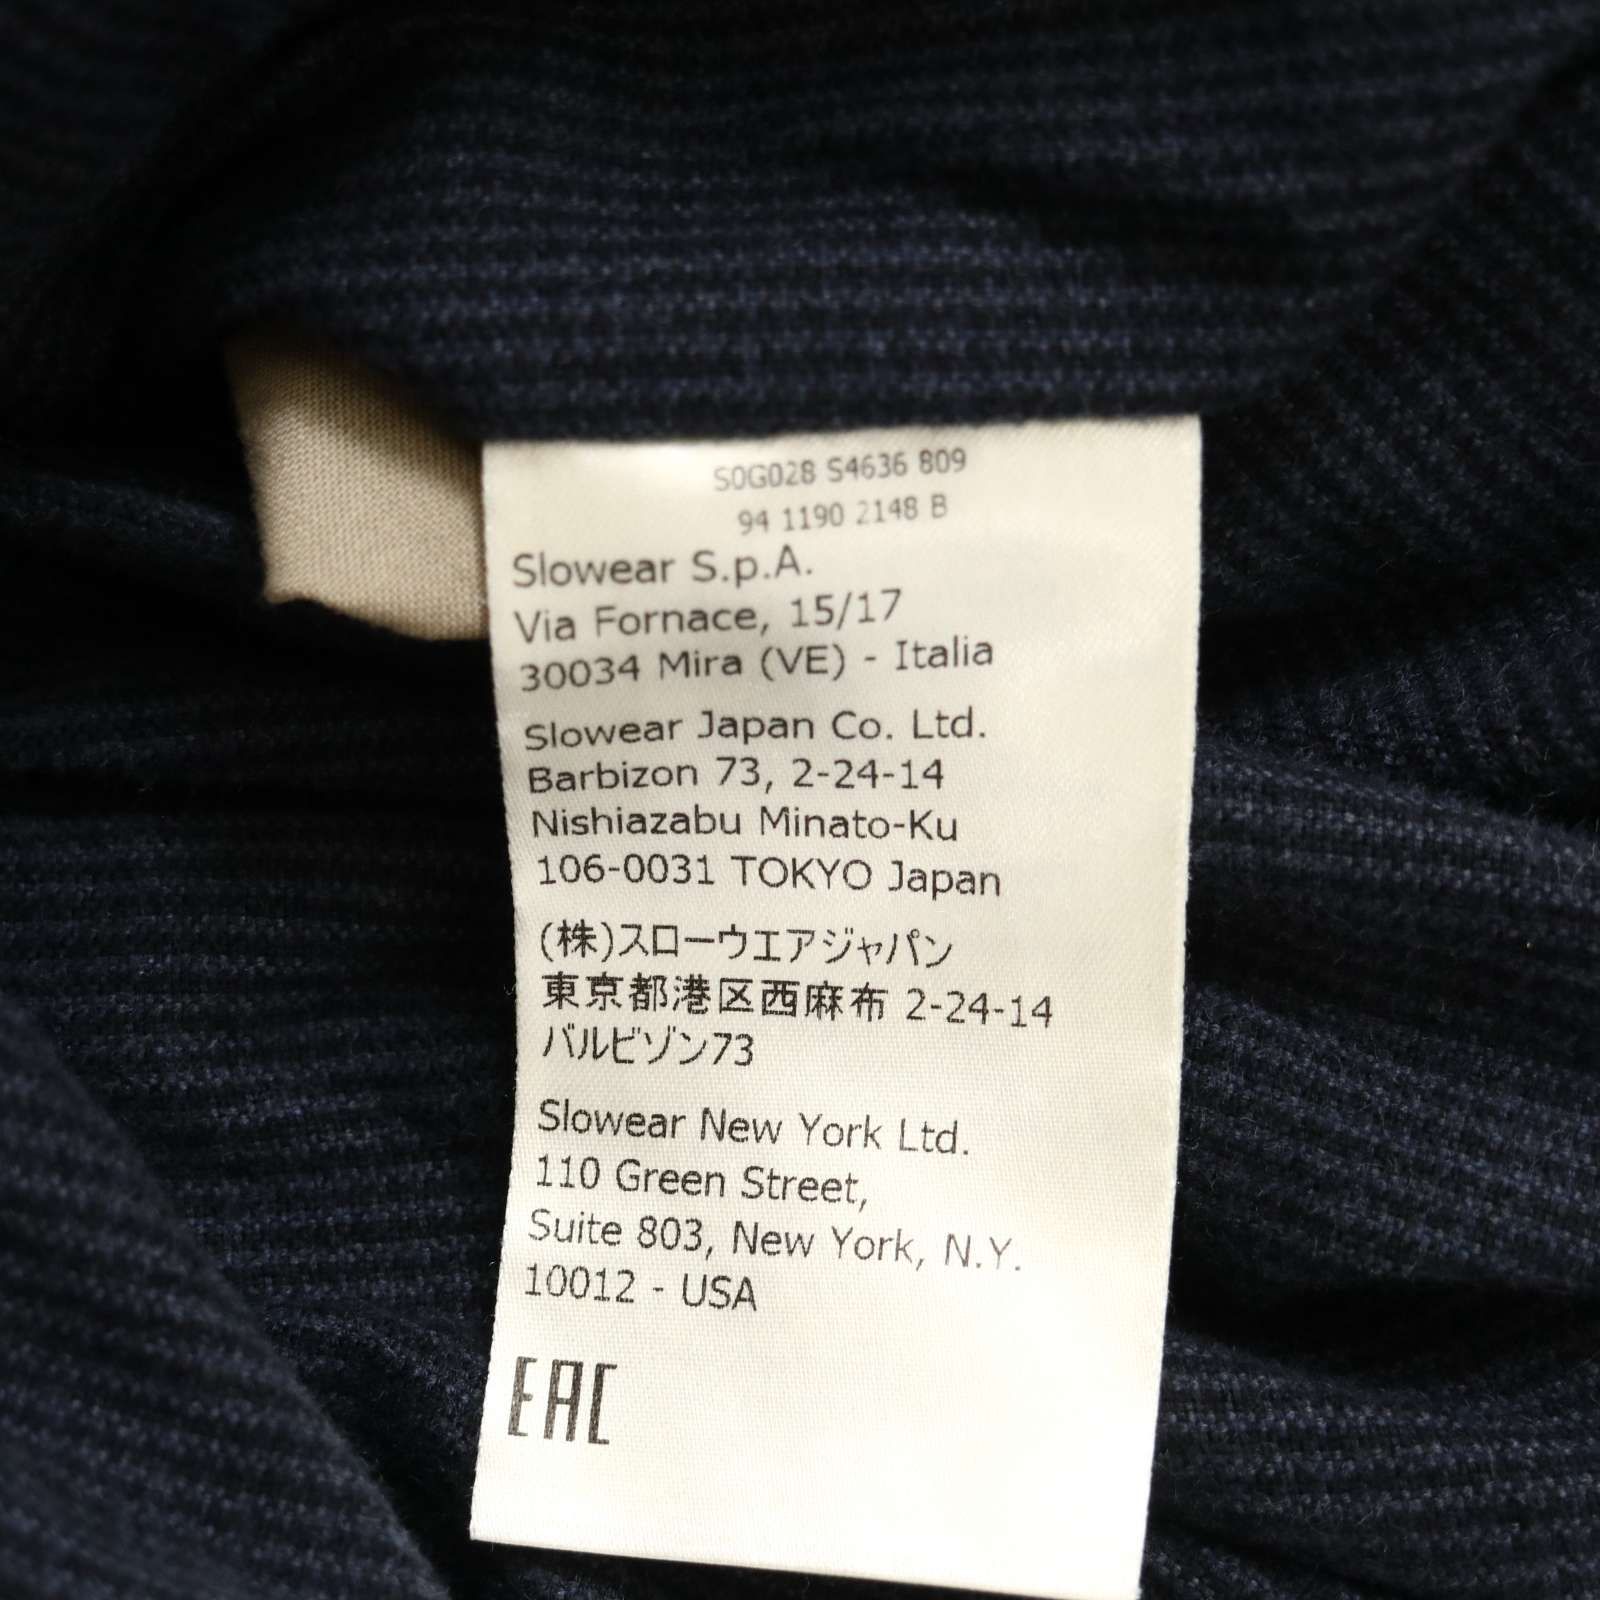 S0G028 S4636 809
94 1190 2148 B
Slowear S.p.A.
Via Fornace, 15/17
30034 Mira (VE) - Italia
Slowear Japan Co. Ltd.
Barbizon 73, 2-24-14
Nishiazabu Minato-Ku
106-0031 TOKYO Japan
(株)スローウエアジャパン
東京都港区西麻布 2-24-14
バルビゾン73
Slowear New York Ltd.
110 Green Street,
Suite 803, New York, N.Y.
10012 - USA
EAC